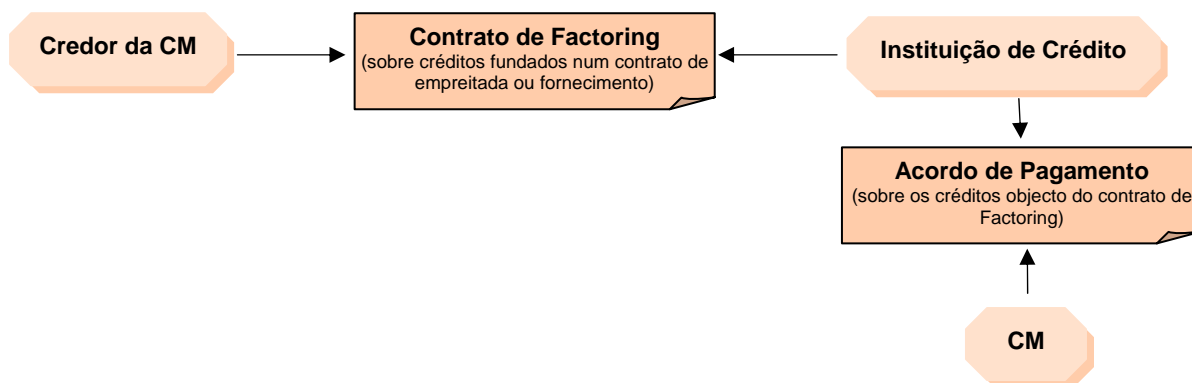 Credor da CM
Contrato de Factoring
(sobre créditos fundados num contrato de
empreitada ou fornecimento)
Instituição de Crédito
Acordo de Pagamento
(sobre os créditos objecto do contrato de
Factoring)
CM